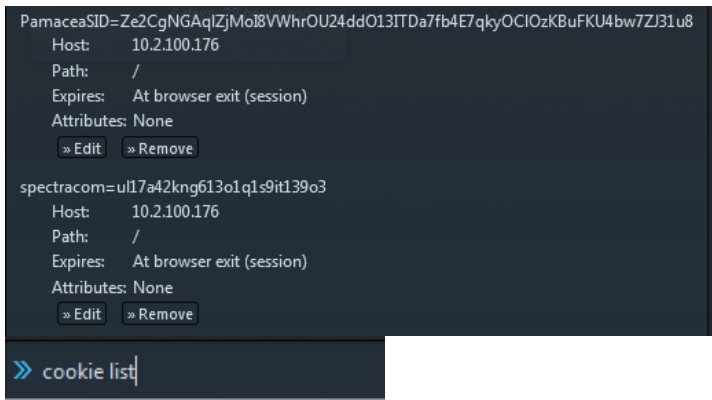 PamaceaSID=Ze2CgNGAqIZjMoI8VWhrOU24ddO13ITDa7fb4E7qkyOClOzKBuFKU4bw7ZJ31u8
Host: 10.2.100.176
Path: /
Expires: At browser exit (session)
Attributes: None
» Edit » Remove
spectracom=ul17a42kng613o1q1s9it139o3
Host: 10.2.100.176
Path: /
Expires: At browser exit (session)
Attributes: None
» Edit » Remove
» cookie list